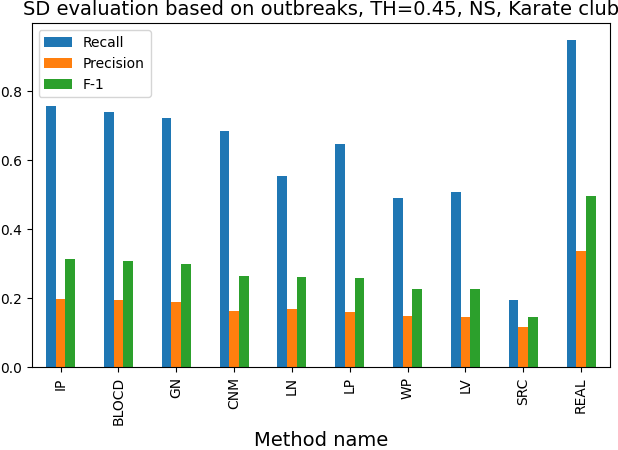 SD evaluation based on outbreaks, TH=0.45, NS, Karate club
Recall
Precision
F-1
0.8
0.6
0.4
0.2
0.0
IP
BLOCD
GN
CNM
LN
LP
WP
LV
SRC
REAL
Method name